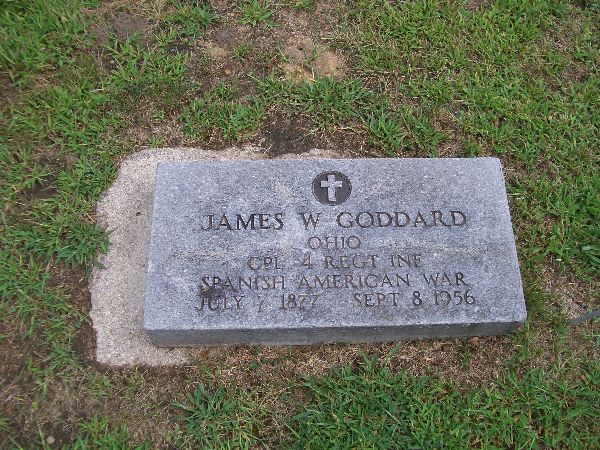 JAMES W GODDARD
OHIO
CPL 4 REGT INF
SPANISH AMERICAN WAR
JULY 7 1877 SEPT 8 1956